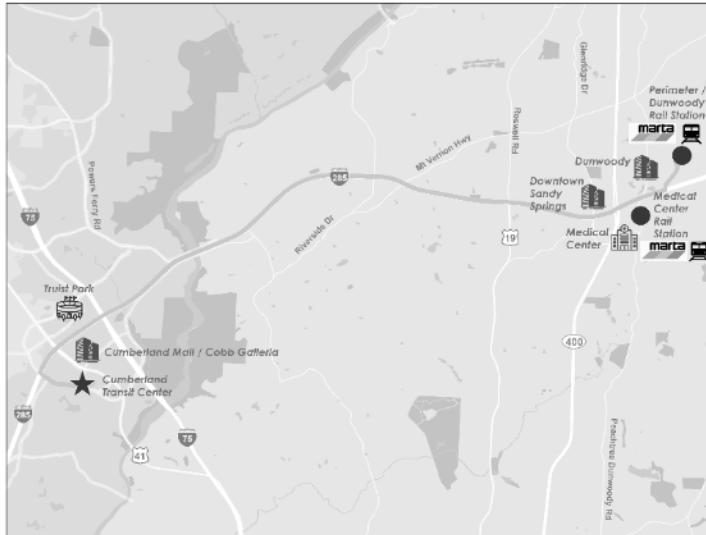 Glenridge Dr
Perimeter /
Dunwoody
Rail Station
marta
Roswell Rd
Mt Vernon Hwy
Dunwoody
Powers Ferry Rd
285
Downtown
Sandy
Springs
Medical
Center
Rail
Station
75
Riverside Dr
19
Medical
Center
marta
Truist Park
400
Cumberland Mall / Cobb Galleria
Cumberland
Transit Center
285
75
41
Peachtree Dunwoody Rd